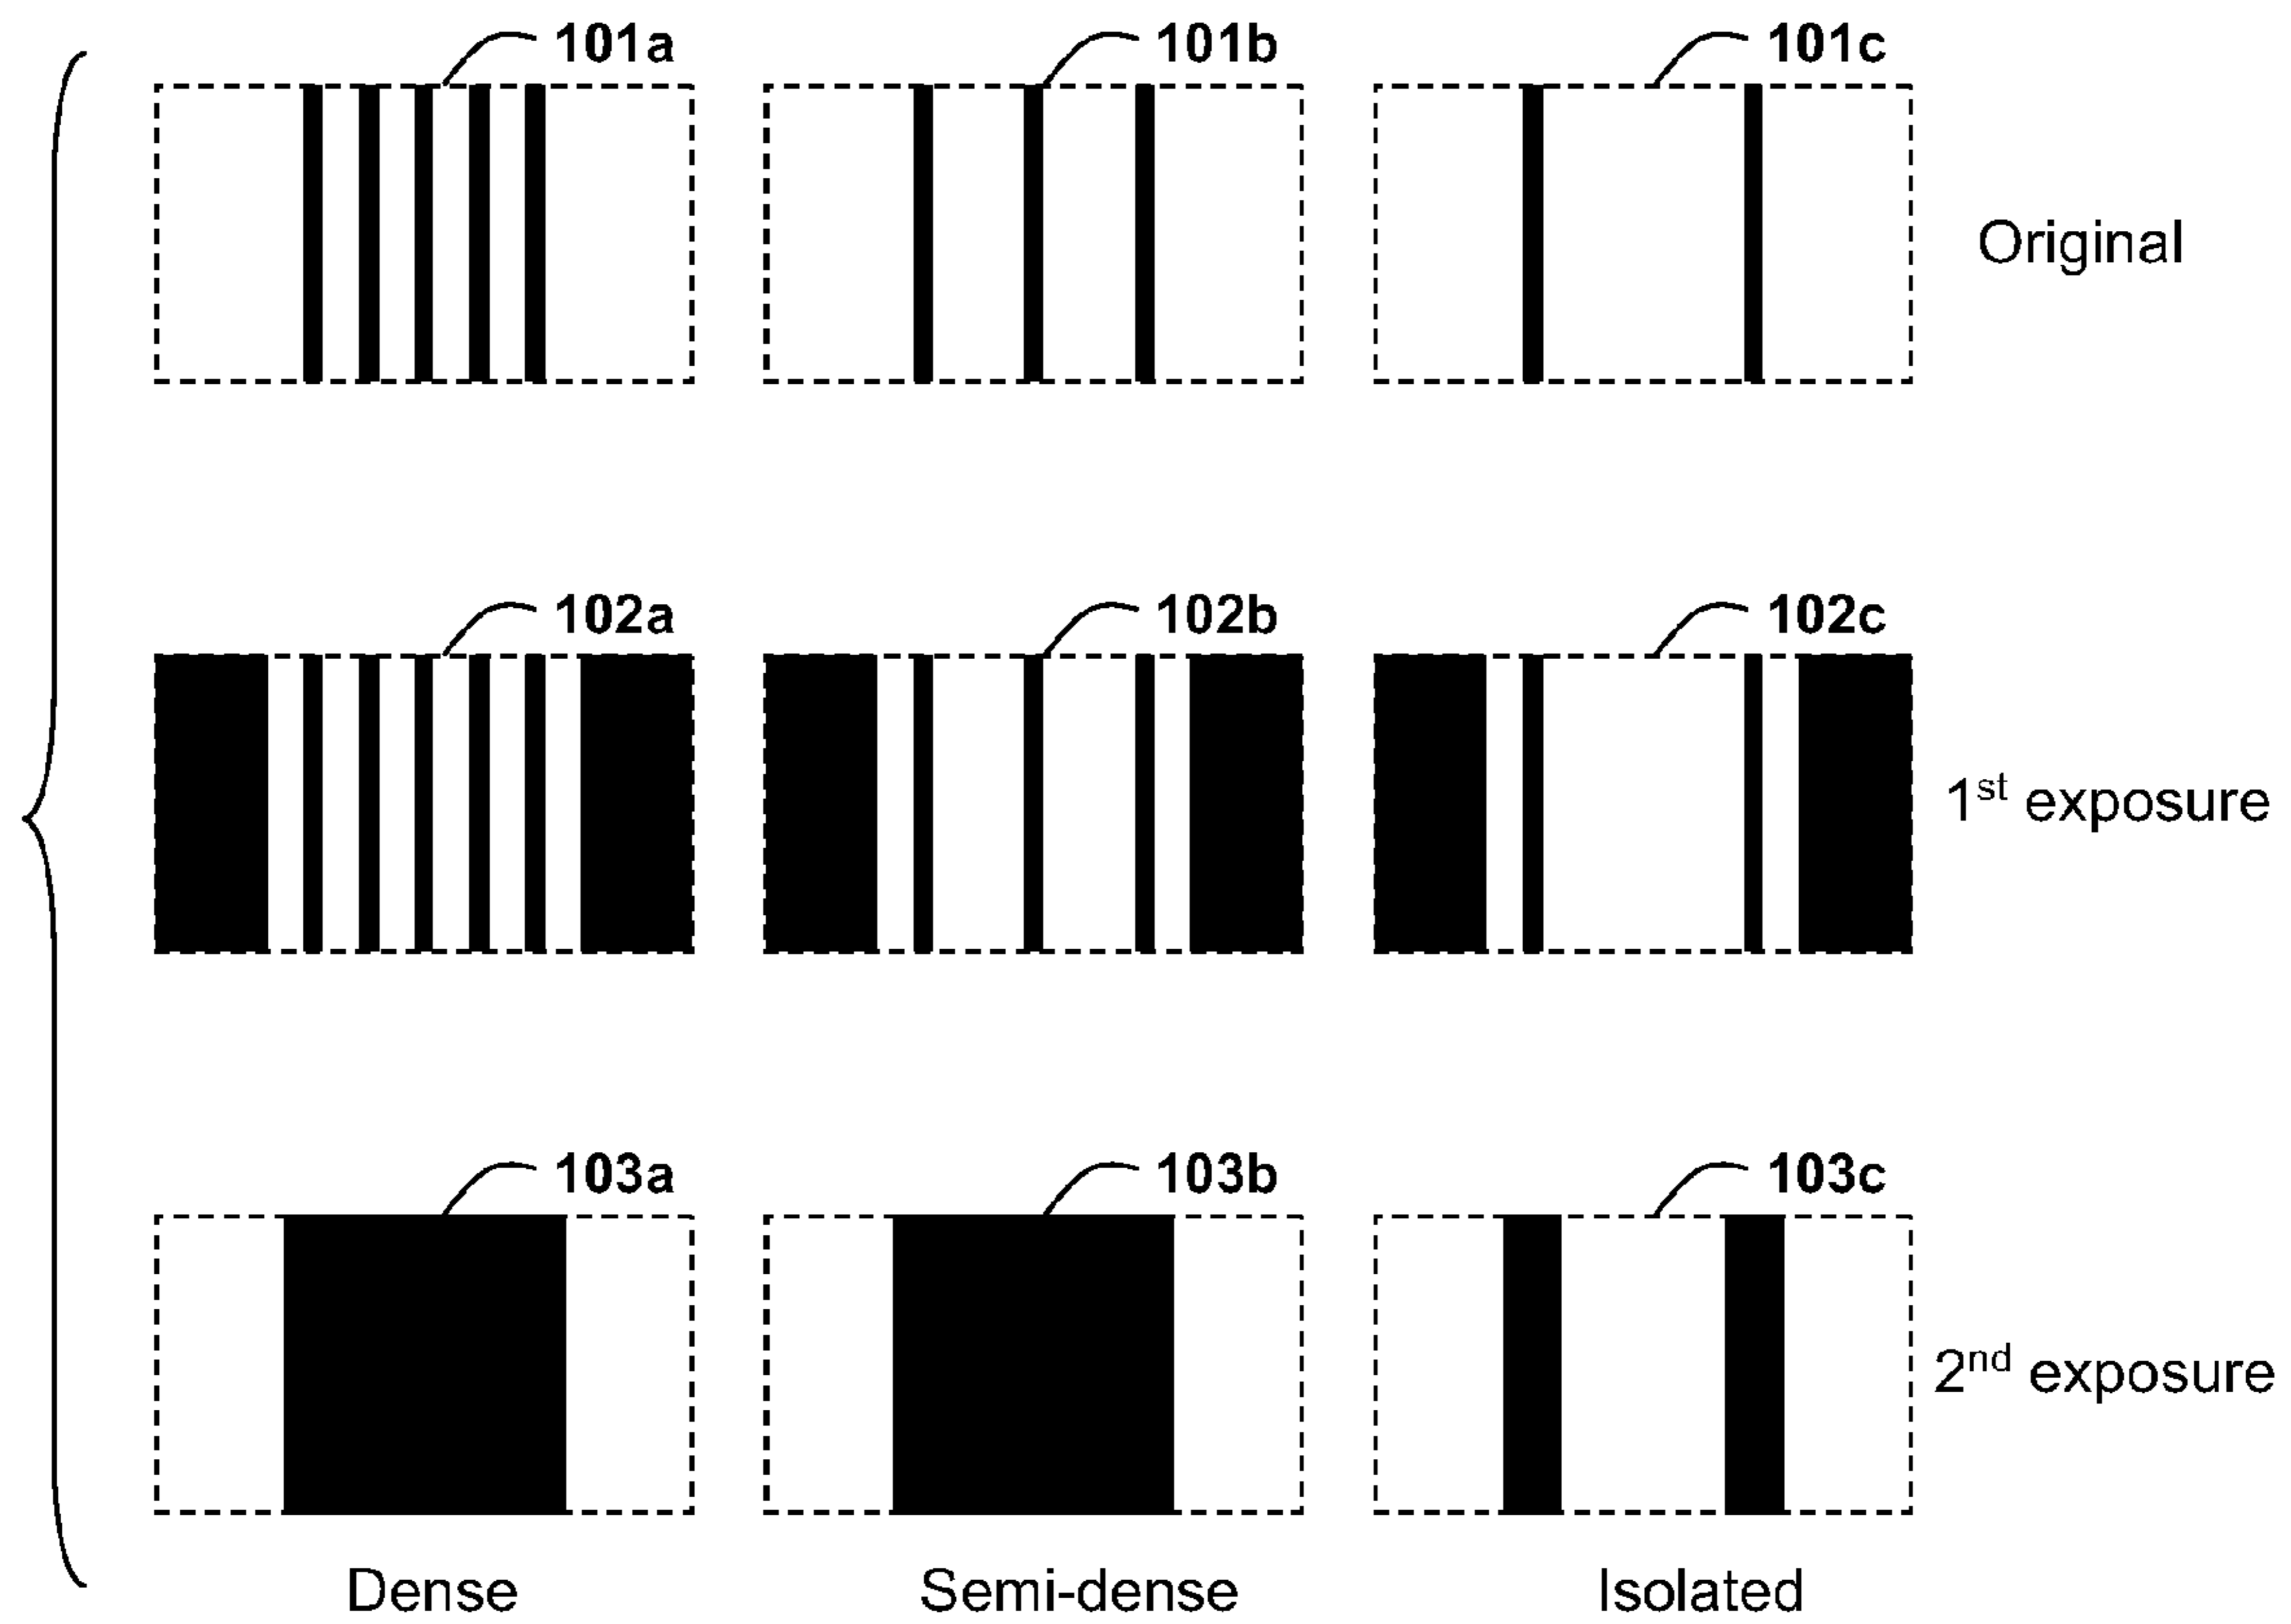 101a 101b 101c
Original
102a 102b 102c
1st exposure
103a 103b 103c
2nd exposure
Dense Semi-dense Isolated